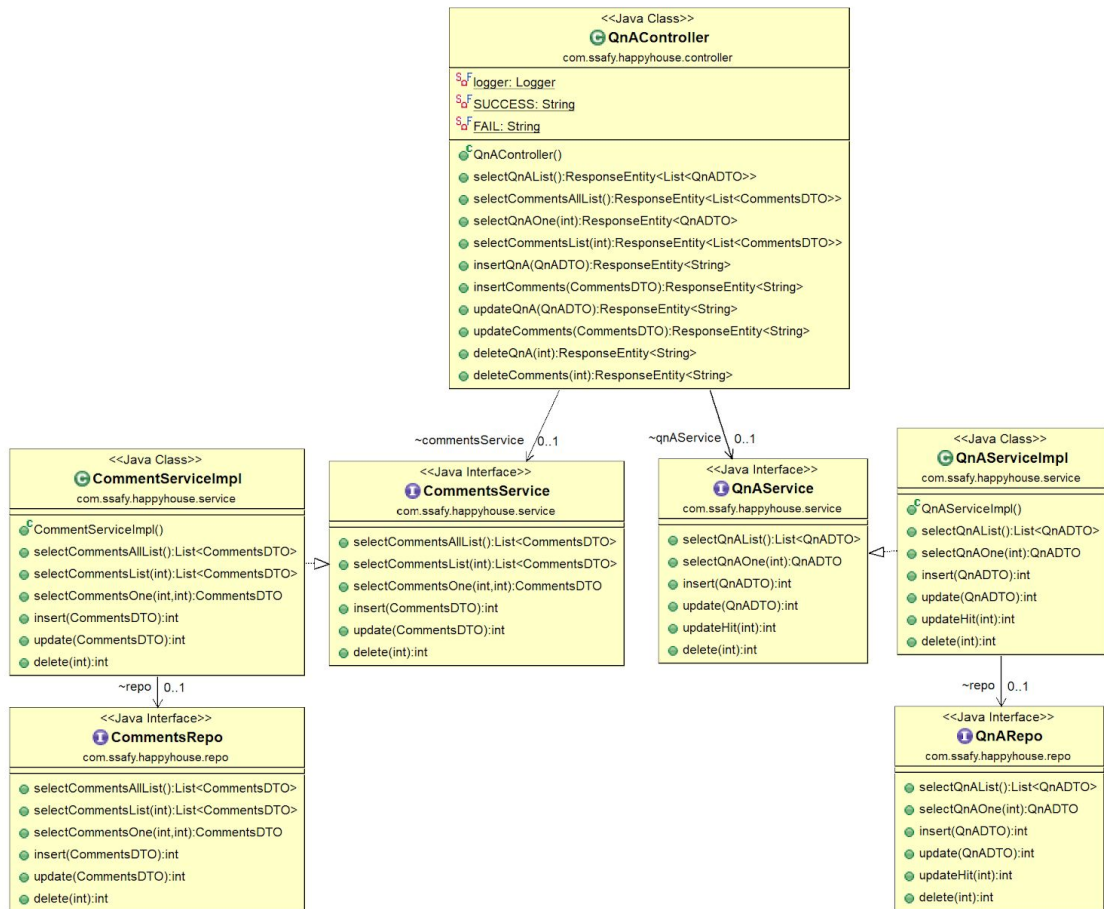 <<Java Class>>
QnAController
com.ssafy.happyhouse.controller
logger: Logger
SUCCESS: String
FAIL: String
QnAController()
selectQnAList():ResponseEntity<List<QnADTO>>
selectCommentsAllList():ResponseEntity<List<CommentsDTO>>
selectQnAOne(int):ResponseEntity<QnADTO>
selectCommentsList(int):ResponseEntity<List<CommentsDTO>>
insertQnA(QnADTO):ResponseEntity<String>
insertComments(CommentsDTO):ResponseEntity<String>
updateQnA(QnADTO):ResponseEntity<String>
updateComments(CommentsDTO):ResponseEntity<String>
deleteQnA(int):ResponseEntity<String>
deleteComments(int):ResponseEntity<String>
~commentsService 0..1
~qnAService 0..1
<<Java Class>>
CommentServiceImpl
com.ssafy.happyhouse.service
CommentServiceImpl()
selectCommentsAllList():List<CommentsDTO>
selectCommentsList(int):List<CommentsDTO>
selectCommentsOne(int,int):CommentsDTO
insert(CommentsDTO):int
update(CommentsDTO):int
delete(int):int
<<Java Interface>>
CommentsService
com.ssafy.happyhouse.service
selectCommentsAllList():List<CommentsDTO>
selectCommentsList(int):List<CommentsDTO>
selectCommentsOne(int,int):CommentsDTO
insert(CommentsDTO):int
update(CommentsDTO):int
delete(int):int
<<Java Interface>>
QnAService
com.ssafy.happyhouse.service
selectQnAList():List<QnADTO>
selectQnAOne(int):QnADTO
insert(QnADTO):int
update(QnADTO):int
updateHit(int):int
delete(int):int
<<Java Class>>
QnAServiceImpl
com.ssafy.happyhouse.service
QnAServiceImpl()
selectQnAList():List<QnADTO>
selectQnAOne(int):QnADTO
insert(QnADTO):int
update(QnADTO):int
updateHit(int):int
delete(int):int
~repo 0..1
~repo 0..1
<<Java Interface>>
CommentsRepo
com.ssafy.happyhouse.repo
selectCommentsAllList():List<CommentsDTO>
selectCommentsList(int):List<CommentsDTO>
selectCommentsOne(int,int):CommentsDTO
insert(CommentsDTO):int
update(CommentsDTO):int
delete(int):int
<<Java Interface>>
QnARepo
com.ssafy.happyhouse.repo
selectQnAList():List<QnADTO>
selectQnAOne(int):QnADTO
insert(QnADTO):int
update(QnADTO):int
updateHit(int):int
delete(int):int